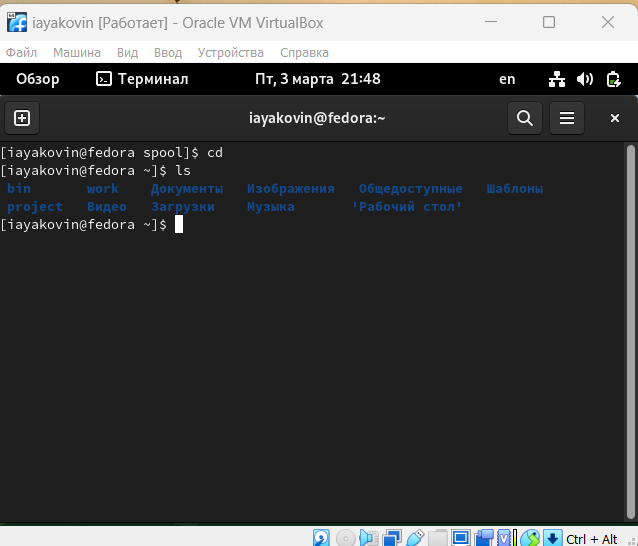 iayakovin [Работает] - Oracle VM VirtualBox
Файл Машина Вид Ввод Устройства Справка
Обзор Терминал Пт, 3 марта 21:48 en
iayakovin@fedora:~
[iayakovin@fedora spool]$ cd
[iayakovin@fedora ~]$ ls
bin work Документы Изображения Общедоступные Шаблоны
project Видео Загрузки Музыка 'Рабочий стол'
[iayakovin@fedora ~]$
Ctrl + Alt